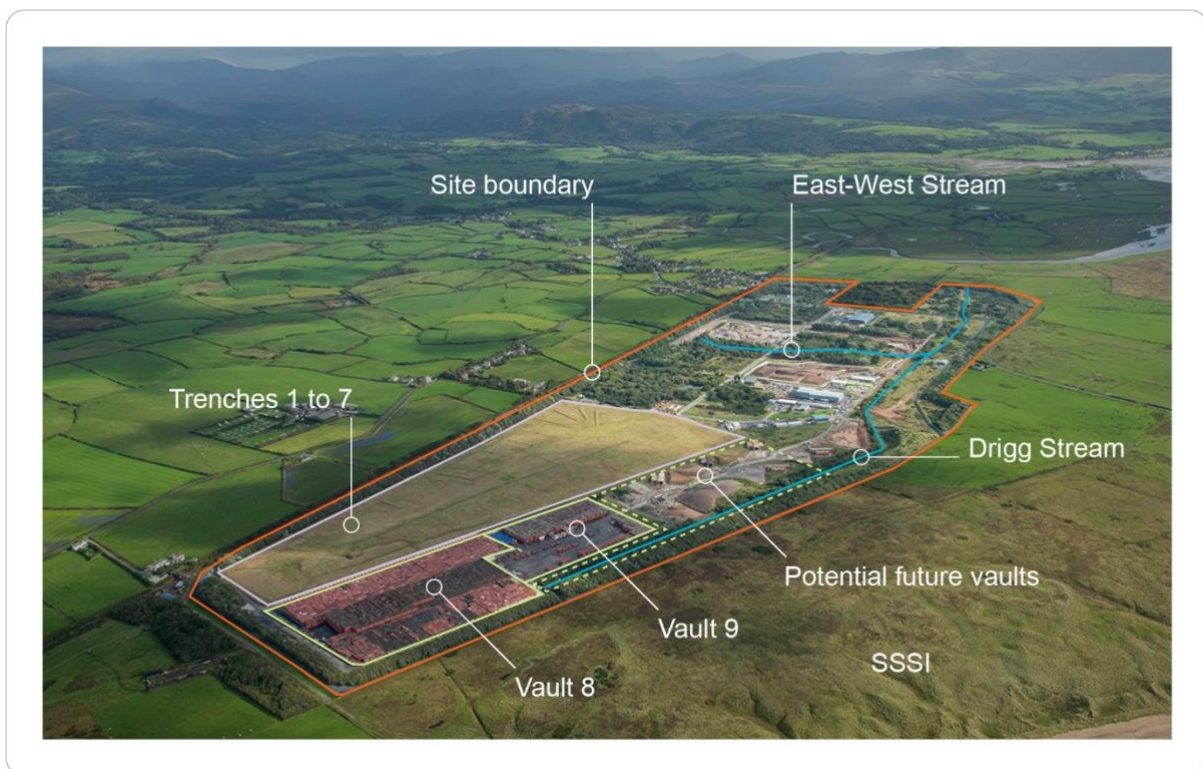 Site boundary
East-West Stream
Trenches 1 to 7
Drigg Stream
Potential future vaults
Vault 9
SSSI
Vault 8